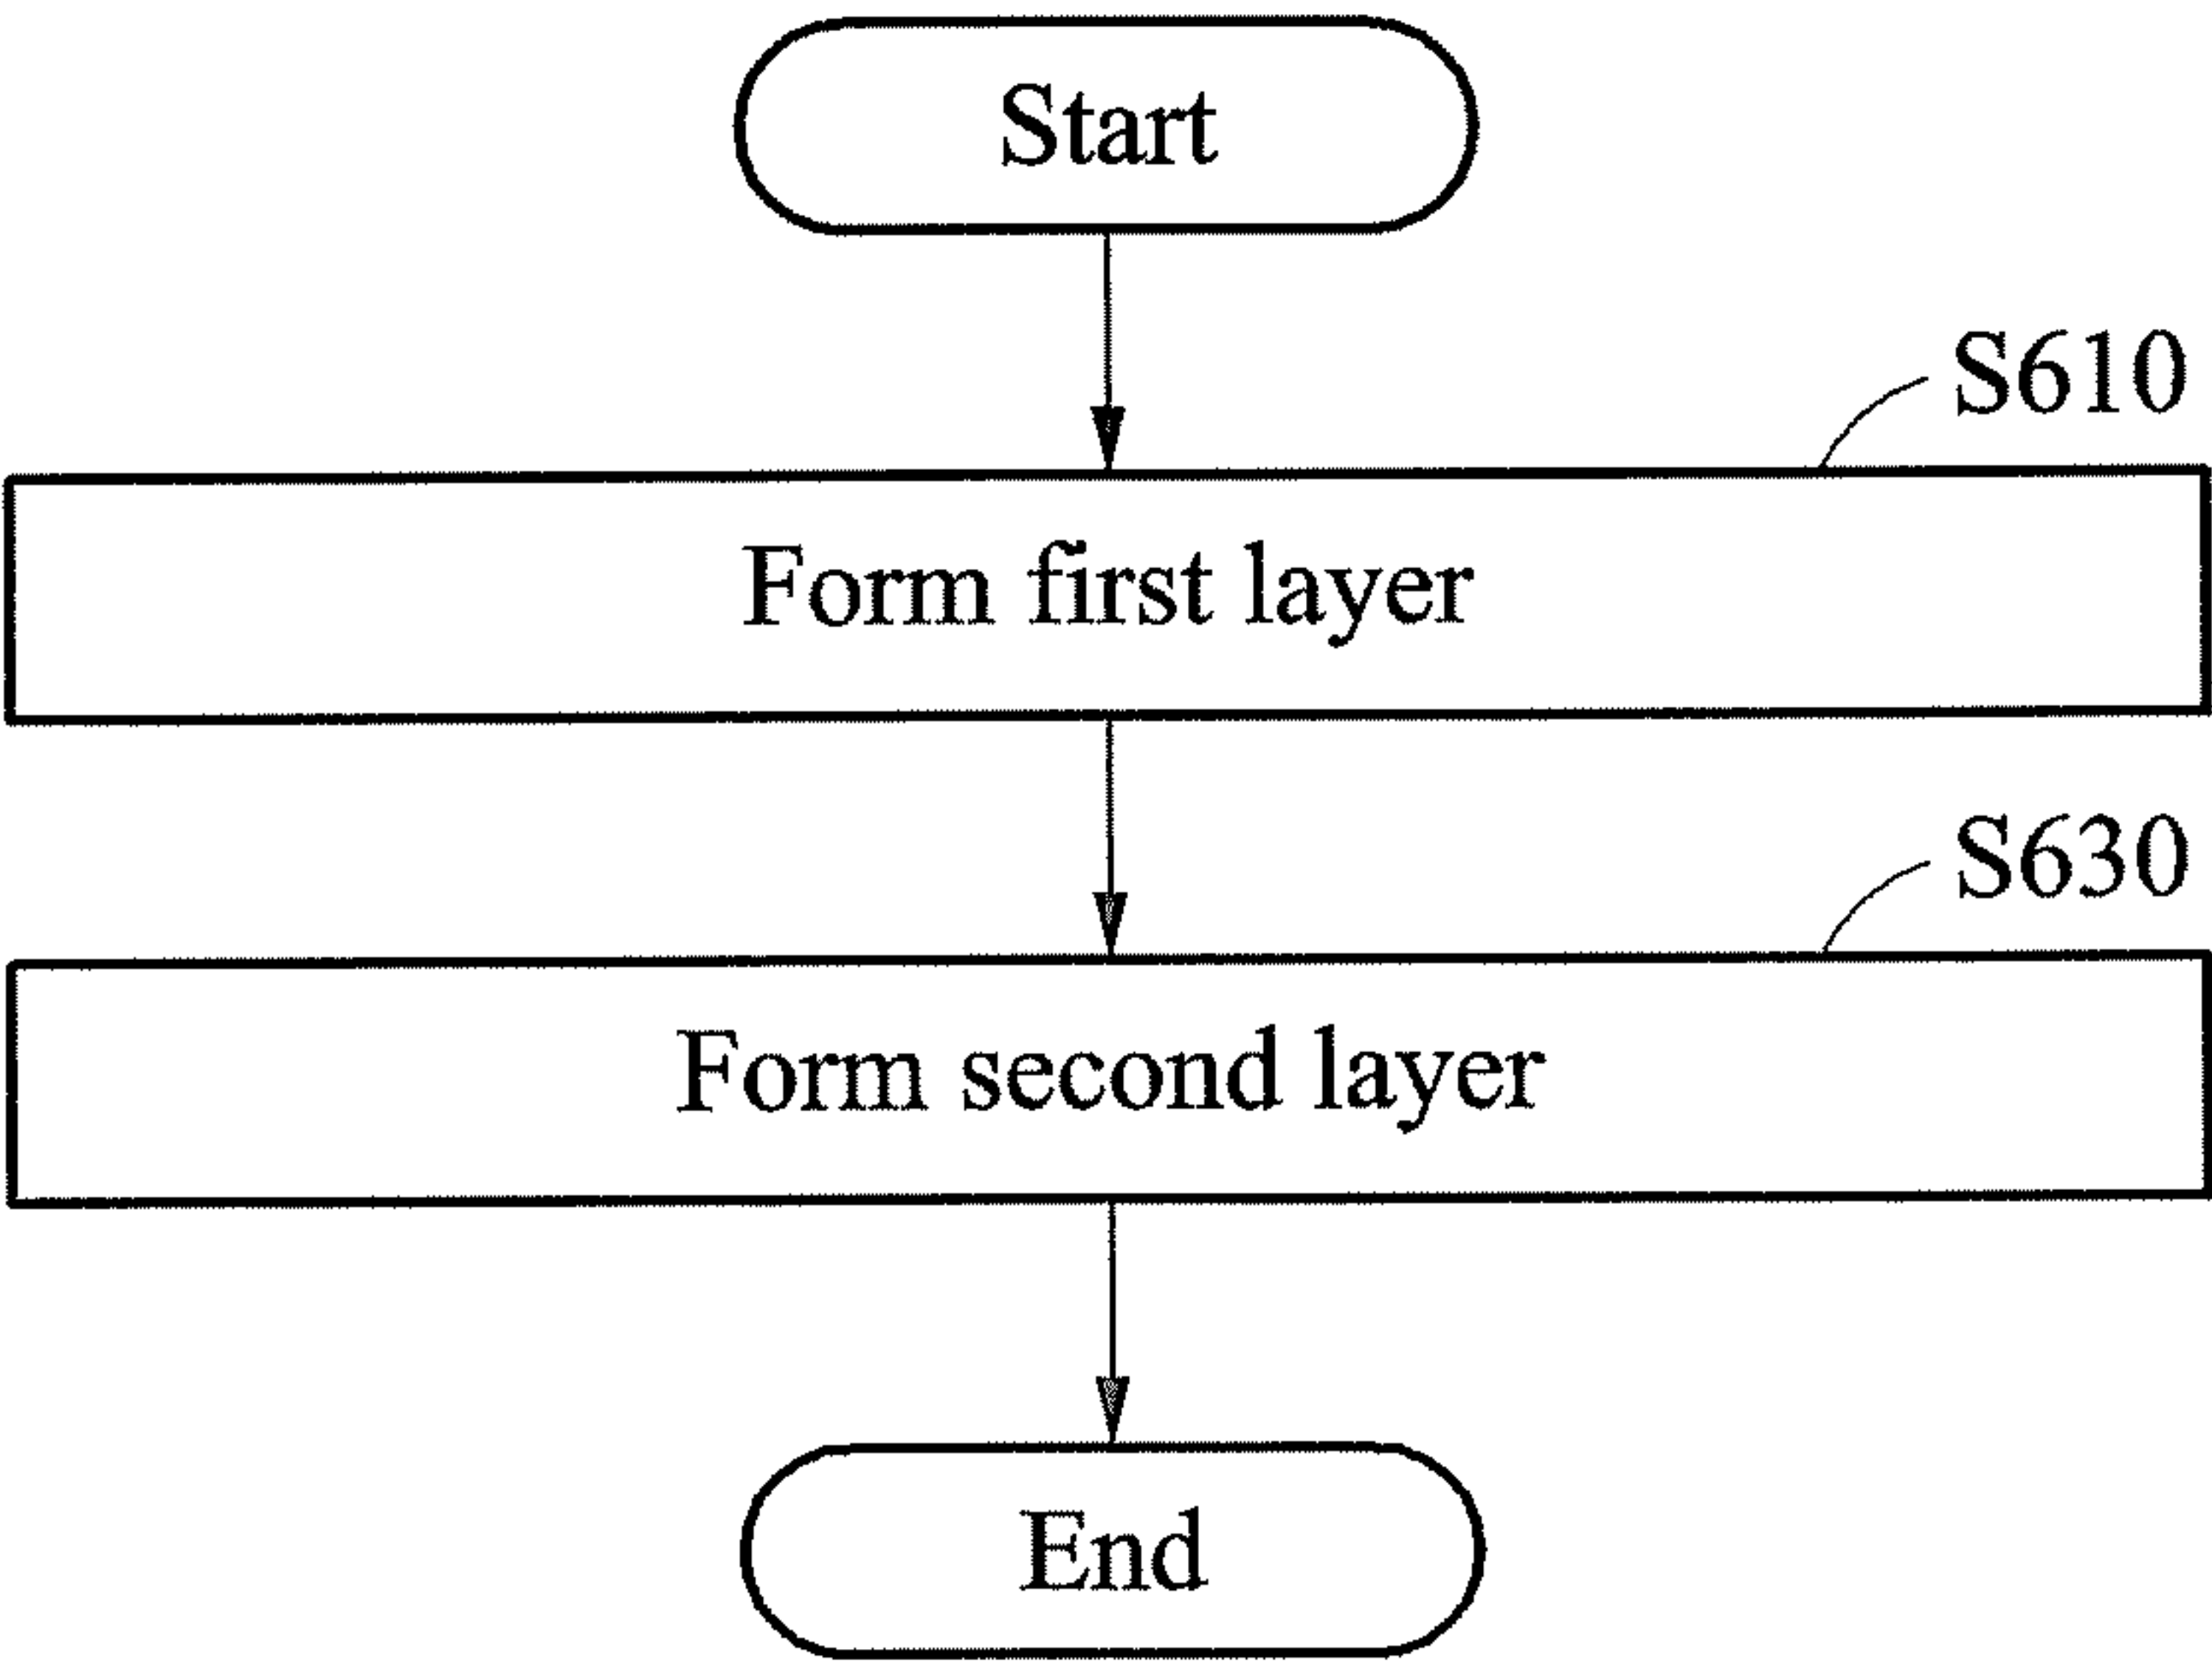 Start
S610
Form first layer
S630
Form second layer
End